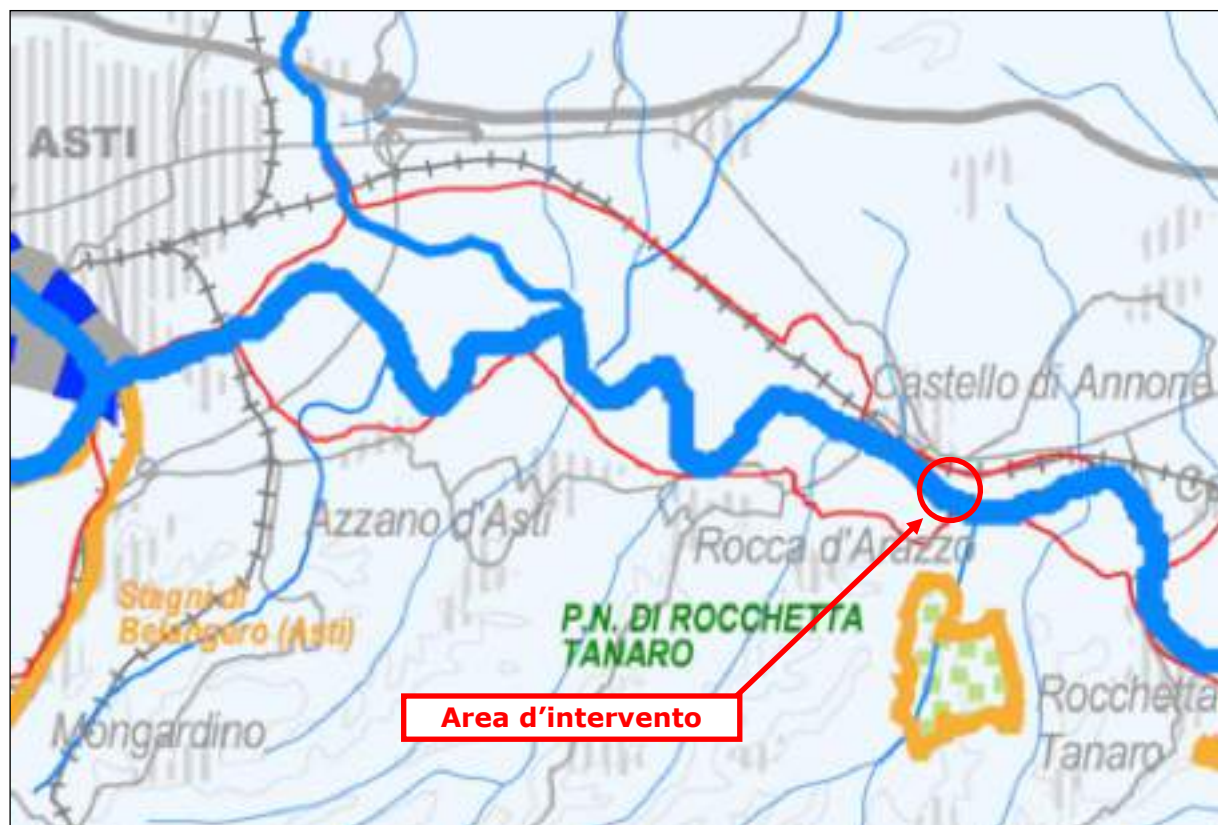 ASTI
Castello di Annone
Ce
Azzano d'Asti
Rocca d'Arazzo
Stagni di
Belangero (Asti)
P.N. DI ROCCHETTA
TANARO
Area d'intervento
Rocchetta
Tanaro
Mongardino